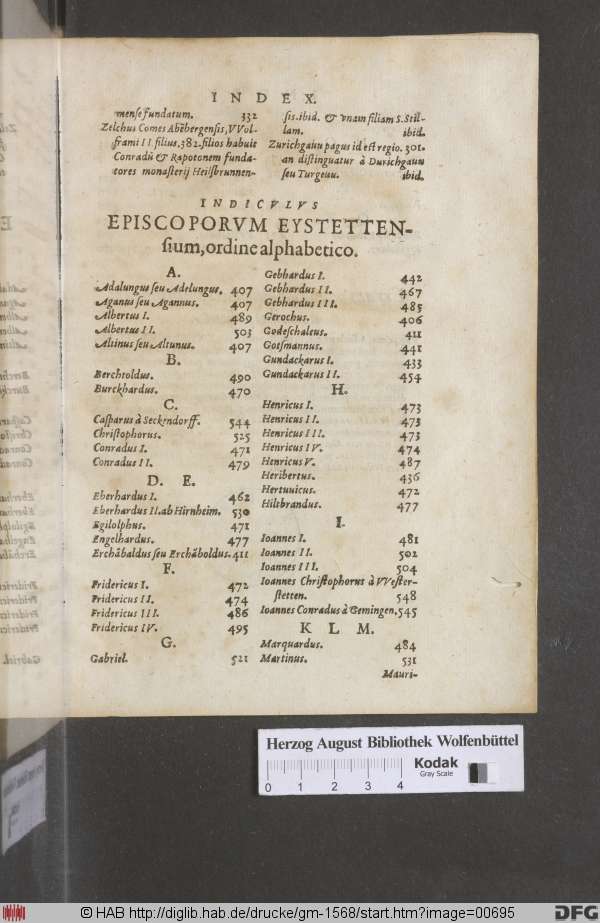 INDEX.
mense fundatum. 332
Zelchus Comes Abēbergensis, VVol-
frami II filius, 382. filios habuit
Conradū & Rapotonem funda-
tores monasterij Heilsbrunnen-
sis. ibid. & vnam filiam S. Stil-
lam. ibid.
Zurichgauu pagus id est regio. 301.
an distinguatur à Durichgauu
seu Turgeuu. ibid.
INDICVLVS
EPISCOPORVM EYSTETTEN-
sium, ordine alphabetico.
A.
Adalungus seu Adelungus. 407
Aganus seu Agannus. 407
Albertus I. 489
Albertus II. 503
Altinus seu Altunus. 407
B.
Berchtoldus. 490
Burckhardus. 470
C.
Casparus à Seckendorff. 544
Christophorus. 525
Conradus I. 471
Conradus II. 479
D. E.
Eberhardus I. 462
Eberhardus II. ab Hirnheim. 530
Egilolphus. 471
Engelhardus. 477
Erchābaldus seu Erchāboldus. 411
F.
Fridericus I. 472
Fridericus II. 474
Fridericus III. 486
Fridericus IV. 495
G.
Gabriel. 521
Gebhardus I. 442
Gebhardus II. 467
Gebhardus III. 485
Gerochus. 406
Godeschalcus. 411
Gotsmannus. 441
Gundackarus I. 433
Gundackarus II. 454
H.
Henricus I. 473
Henricus II. 473
Henricus III. 473
Henricus IV. 474
Henricus V. 487
Heribertus. 436
Hertuuicus. 472
Hiltbrandus. 477
I.
Ioannes I. 481
Ioannes II. 502
Ioannes III. 504
Ioannes Christophorus à VVester-
stetten. 548
Ioannes Conradus à Gemingen. 545
K L M.
Marquardus. 484
Martinus. 531
Mauri-
Herzog August Bibliothek Wolfenbüttel
0 1 2 3 4
Kodak
Gray Scale
© HAB http://diglib.hab.de/drucke/gm-1568/start.htm?image=00695
DFG